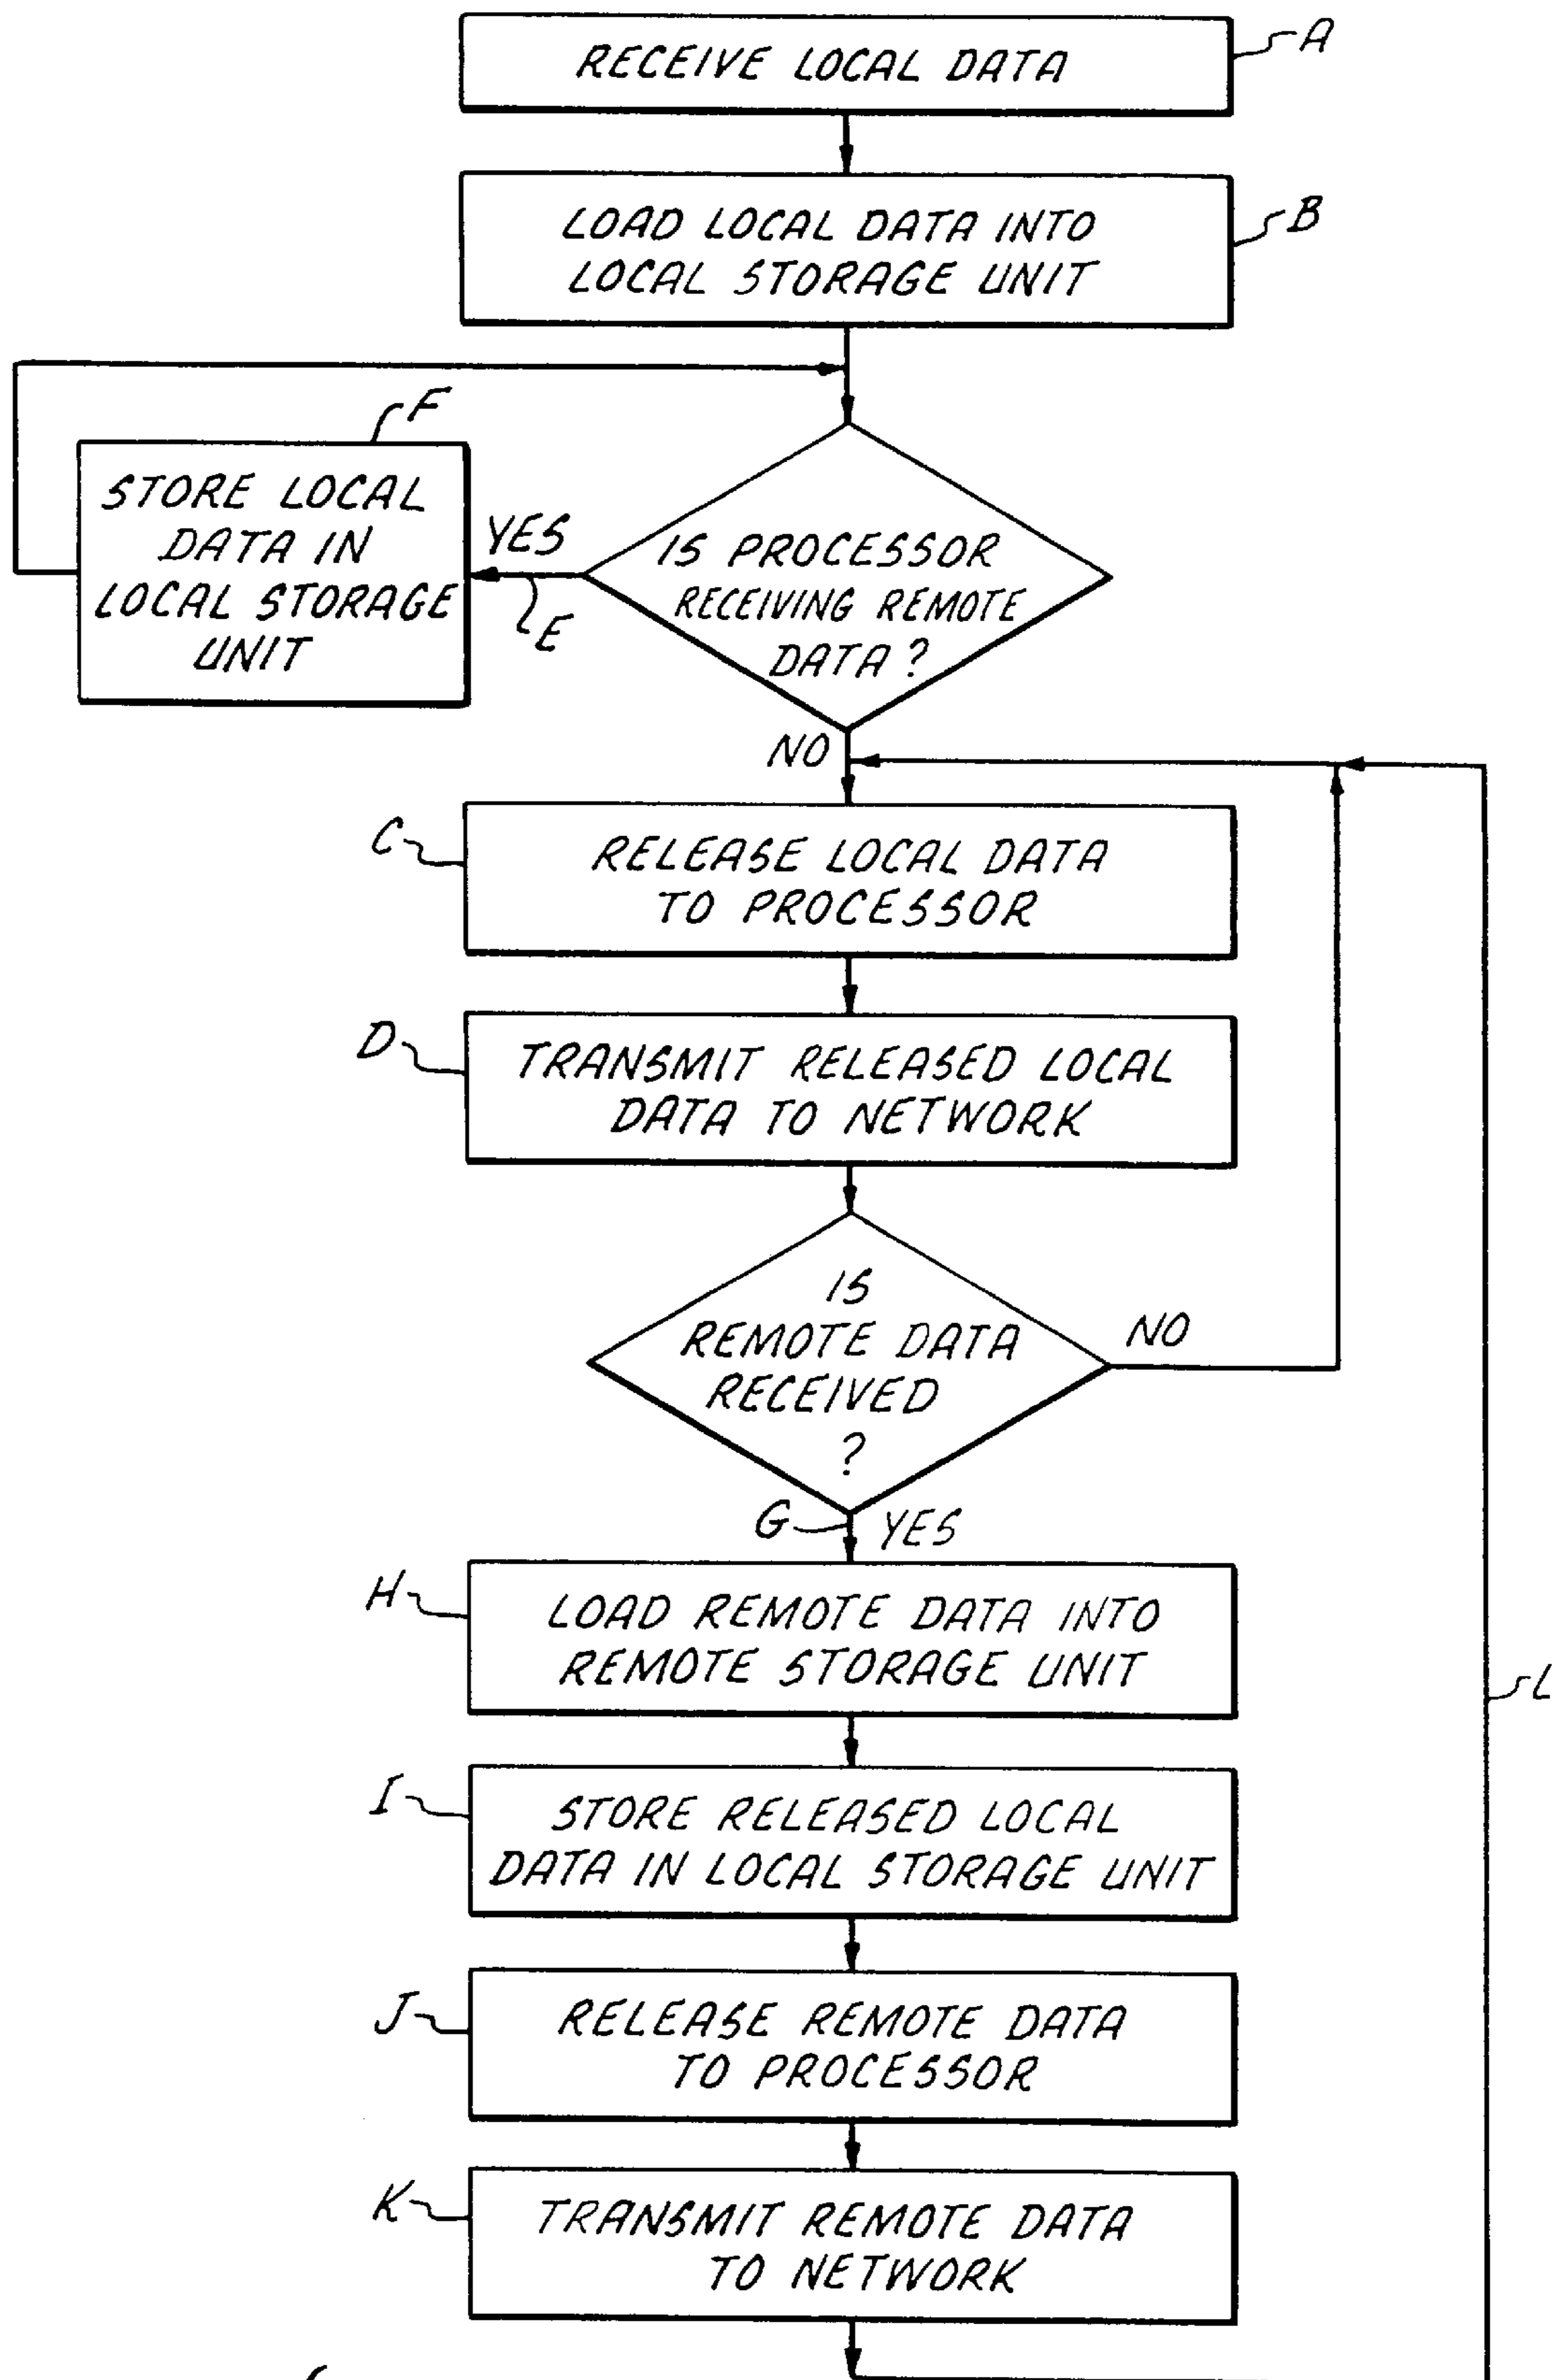 RECEIVE LOCAL DATA
A
LOAD LOCAL DATA INTO
LOCAL STORAGE UNIT
B
F
STORE LOCAL
DATA IN
LOCAL STORAGE
UNIT
YES
E
IS PROCESSOR
RECEIVING REMOTE
DATA?
NO
C
RELEASE LOCAL DATA
TO PROCESSOR
D
TRANSMIT RELEASED LOCAL
DATA TO NETWORK
IS
REMOTE DATA
RECEIVED
?
NO
G
YES
H
LOAD REMOTE DATA INTO
REMOTE STORAGE UNIT
L
I
STORE RELEASED LOCAL
DATA IN LOCAL STORAGE UNIT
J
RELEASE REMOTE DATA
TO PROCESSOR
K
TRANSMIT REMOTE DATA
TO NETWORK